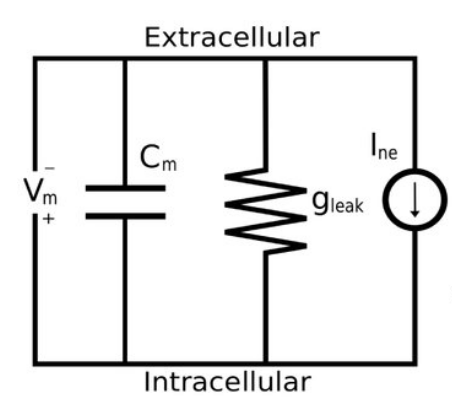 Extracellular
Cm
Ine
−
Vm
+
gleak
Intracellular